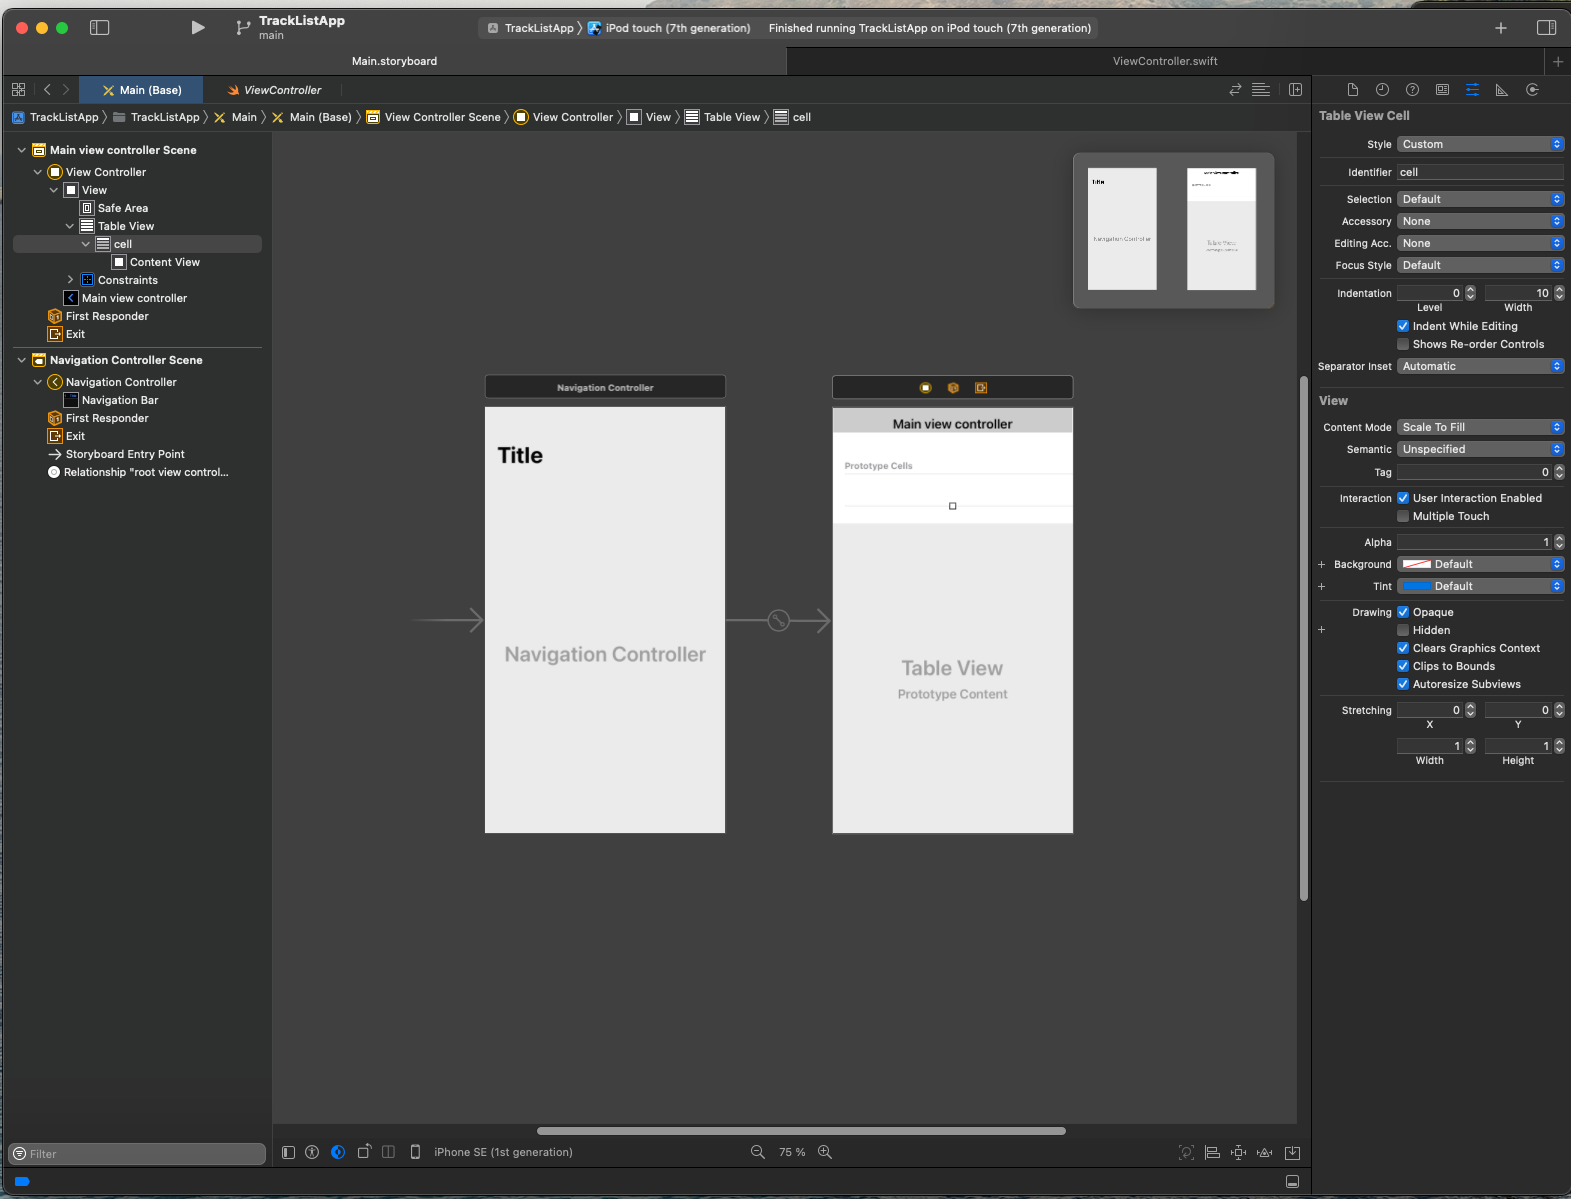 TrackListApp
main
TrackListApp
iPod touch (7th generation)
Finished running TrackListApp on iPod touch (7th generation)
Main.storyboard
ViewController.swift
Main (Base)
ViewController
TrackListApp
TrackListApp
Main
Main (Base)
View Controller Scene
View Controller
View
Table View
cell
Main view controller Scene
View Controller
View
Safe Area
Table View
cell
Content View
Constraints
Main view controller
First Responder
Exit
Navigation Controller Scene
Navigation Controller
Navigation Bar
First Responder
Exit
Storyboard Entry Point
Relationship "root view control...
Filter
Title
Navigation Controller
Table View
Navigation Controller
Title
Navigation Controller
Main view controller
Prototype Cells
Table View
Prototype Content
iPhone SE (1st generation)
75 %
Table View Cell
Style Custom
Identifier cell
Selection Default
Accessory None
Editing Acc. None
Focus Style Default
Indentation 0 10
Level Width
Indent While Editing
Shows Re-order Controls
Separator Inset Automatic
View
Content Mode Scale To Fill
Semantic Unspecified
Tag 0
Interaction User Interaction Enabled
Multiple Touch
Alpha 1
Background Default
Tint Default
Drawing Opaque
Hidden
Clears Graphics Context
Clips to Bounds
Autoresize Subviews
Stretching 0 0
X Y
1 1
Width Height